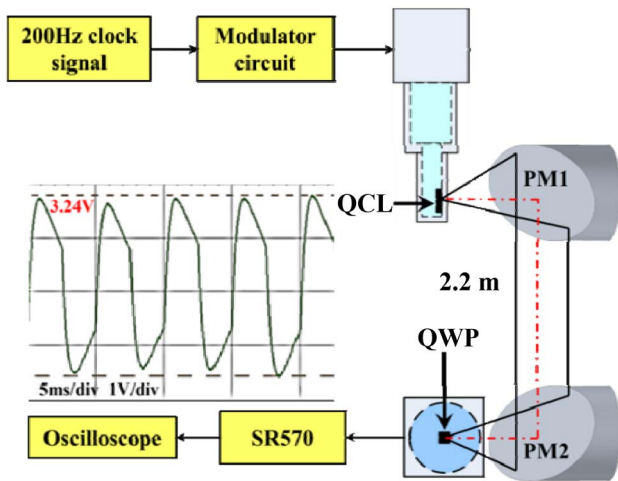 200Hz clock
signal
Modulator
circuit
PM1
QCL
3.24V
2.2 m
QWP
5ms/div 1V/div
Oscilloscope
SR570
PM2